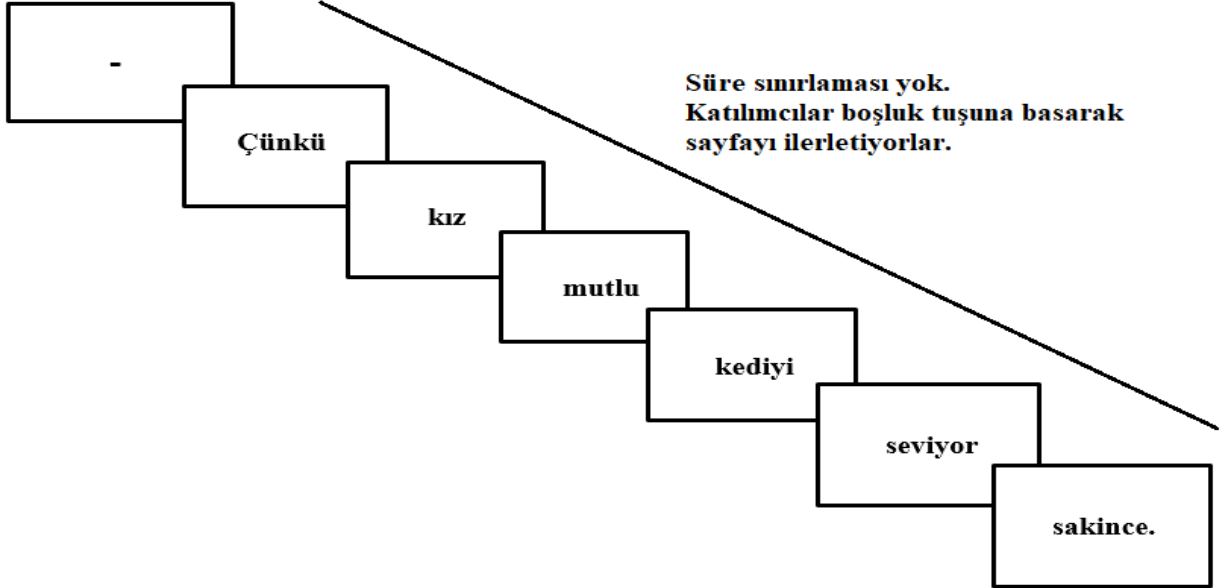 -
Süre sınırlaması yok.
Katılımcılar boşluk tuşuna basarak
sayfayı ilerletiyorlar.
Çünkü
kız
mutlu
kediyi
seviyor
sakince.